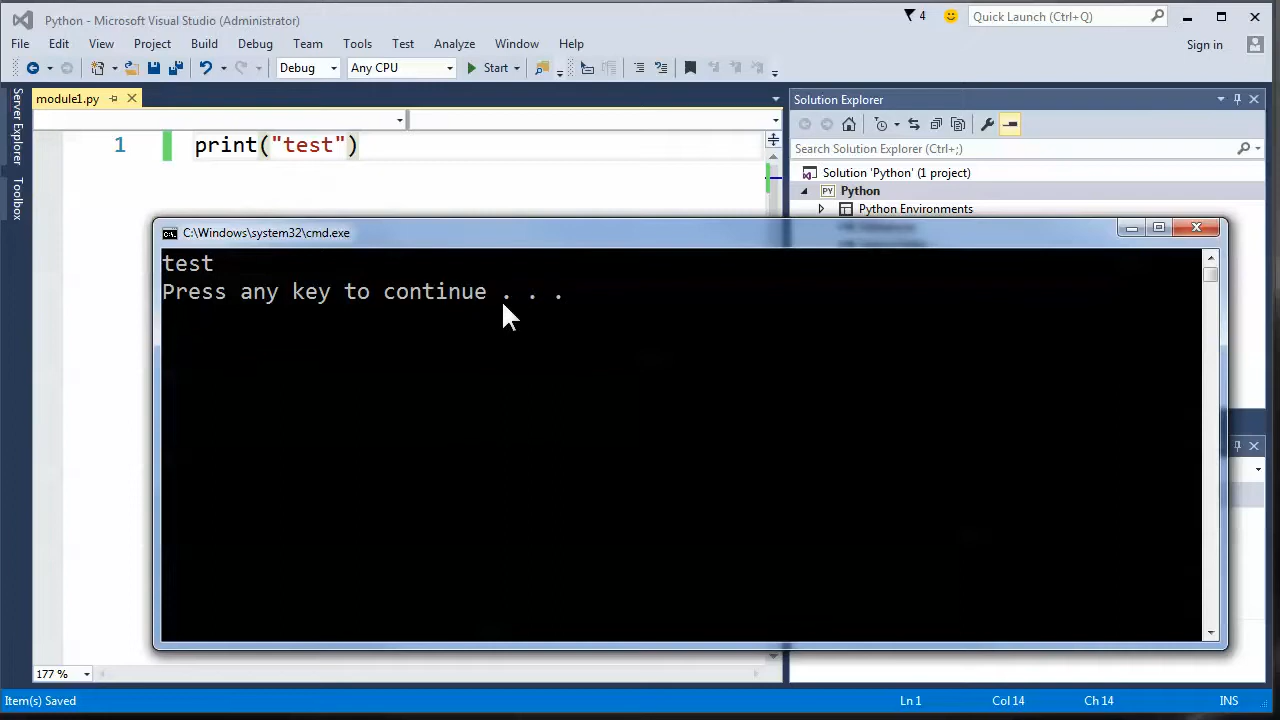 Python - Microsoft Visual Studio (Administrator)
4
Quick Launch (Ctrl+Q)
File Edit View Project Build Debug Team Tools Test Analyze Window Help
Sign in
Debug Any CPU Start
Server Explorer
Toolbox
module1.py
1 print("test")
Solution Explorer
Search Solution Explorer (Ctrl+;)
Solution 'Python' (1 project)
PY Python
Python Environments
C:\Windows\system32\cmd.exe
test
Press any key to continue . . .
177 %
Item(s) Saved Ln 1 Col 14 Ch 14 INS